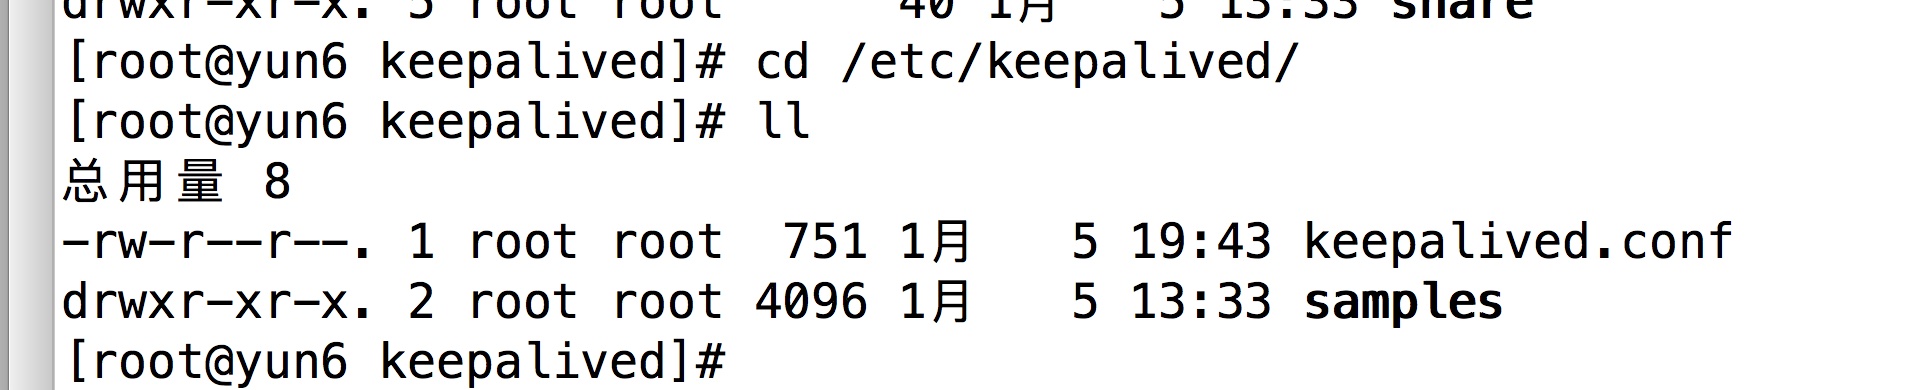 drwxr-xr-x. 5 root root      40 1月   5 13:33 share
[root@yun6 keepalived]# cd /etc/keepalived/
[root@yun6 keepalived]# ll
总用量 8
-rw-r--r--. 1 root root  751 1月   5 19:43 keepalived.conf
drwxr-xr-x. 2 root root 4096 1月   5 13:33 samples
[root@yun6 keepalived]#